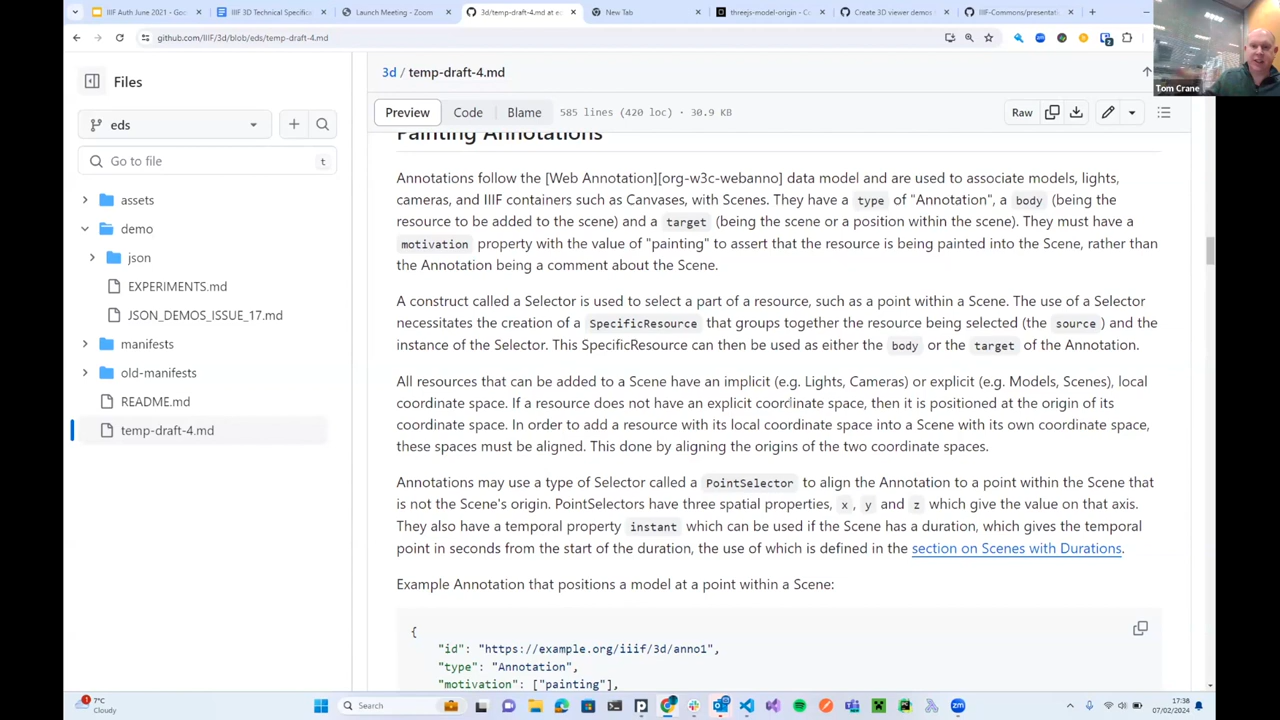 IIIF Auth June 2021 - Goo
IIIF 3D Technical Specific
Launch Meeting - Zoom
3d/temp-draft-4.md at ed
New Tab
threejs-model-origin - Co
Create 3D viewer demos
IIIF-Commons/presentat
github.com/IIIF/3d/blob/eds/temp-draft-4.md
Tom Crane
Files
3d / temp-draft-4.md
eds
Preview
Code
Blame
585 lines (420 loc) · 30.9 KB
Raw
Go to file
t
assets
demo
json
EXPERIMENTS.md
JSON_DEMOS_ISSUE_17.md
manifests
old-manifests
README.md
temp-draft-4.md
Painting Annotations
Annotations follow the [Web Annotation][org-w3c-webanno] data model and are used to associate models, lights,
cameras, and IIIF containers such as Canvases, with Scenes. They have a type of "Annotation", a body (being the
resource to be added to the scene) and a target (being the scene or a position within the scene). They must have a
motivation property with the value of "painting" to assert that the resource is being painted into the Scene, rather than
the Annotation being a comment about the Scene.
A construct called a Selector is used to select a part of a resource, such as a point within a Scene. The use of a Selector
necessitates the creation of a SpecificResource that groups together the resource being selected (the source ) and the
instance of the Selector. This SpecificResource can then be used as either the body or the target of the Annotation.
All resources that can be added to a Scene have an implicit (e.g. Lights, Cameras) or explicit (e.g. Models, Scenes), local
coordinate space. If a resource does not have an explicit coordinate space, then it is positioned at the origin of its
coordinate space. In order to add a resource with its local coordinate space into a Scene with its own coordinate space,
these spaces must be aligned. This done by aligning the origins of the two coordinate spaces.
Annotations may use a type of Selector called a PointSelector to align the Annotation to a point within the Scene that
is not the Scene's origin. PointSelectors have three spatial properties, x , y and z which give the value on that axis.
They also have a temporal property instant which can be used if the Scene has a duration, which gives the temporal
point in seconds from the start of the duration, the use of which is defined in the section on Scenes with Durations.
Example Annotation that positions a model at a point within a Scene:
{
"id": "https://example.org/iiif/3d/anno1",
"type": "Annotation",
"motivation": ["painting"],
1
7°C
Cloudy
Search
17:38
07/02/2024